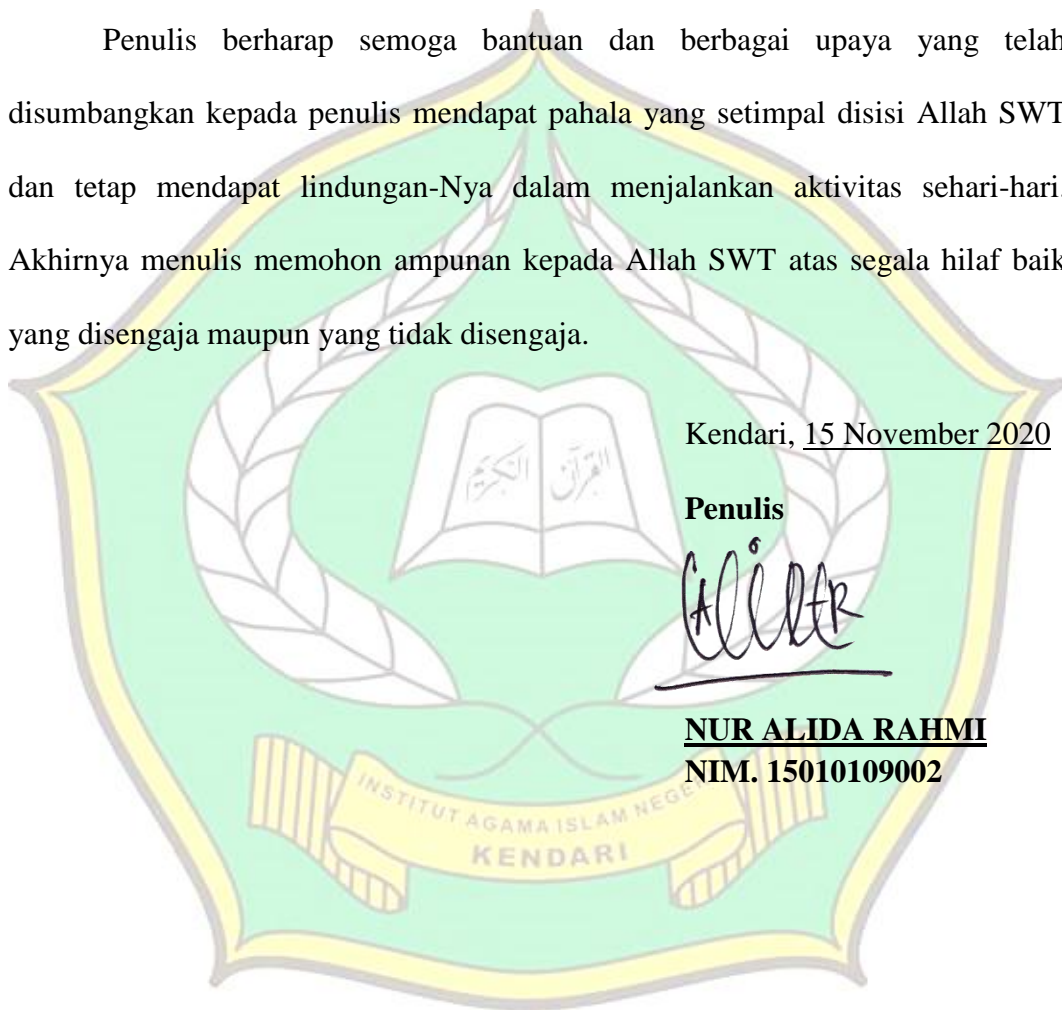 Penulis berharap semoga bantuan dan berbagai upaya yang telah
disumbangkan kepada penulis mendapat pahala yang setimpal disisi Allah SWT
dan tetap mendapat lindungan-Nya dalam menjalankan aktivitas sehari-hari.
Akhirnya menulis memohon ampunan kepada Allah SWT atas segala hilaf baik
yang disengaja maupun yang tidak disengaja.
القرآن الكريم
Kendari, 15 November 2020
Penulis
NUR ALIDA RAHMI
NIM. 15010109002
INSTITUT AGAMA ISLAM NEGE
KENDARI